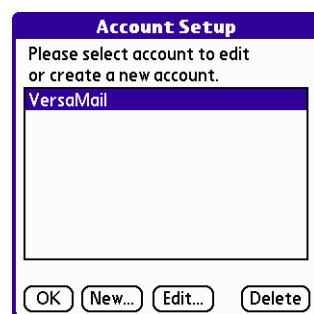 Account Setup
Please select account to edit
or create a new account.
VersaMail
OK New... Edit... Delete